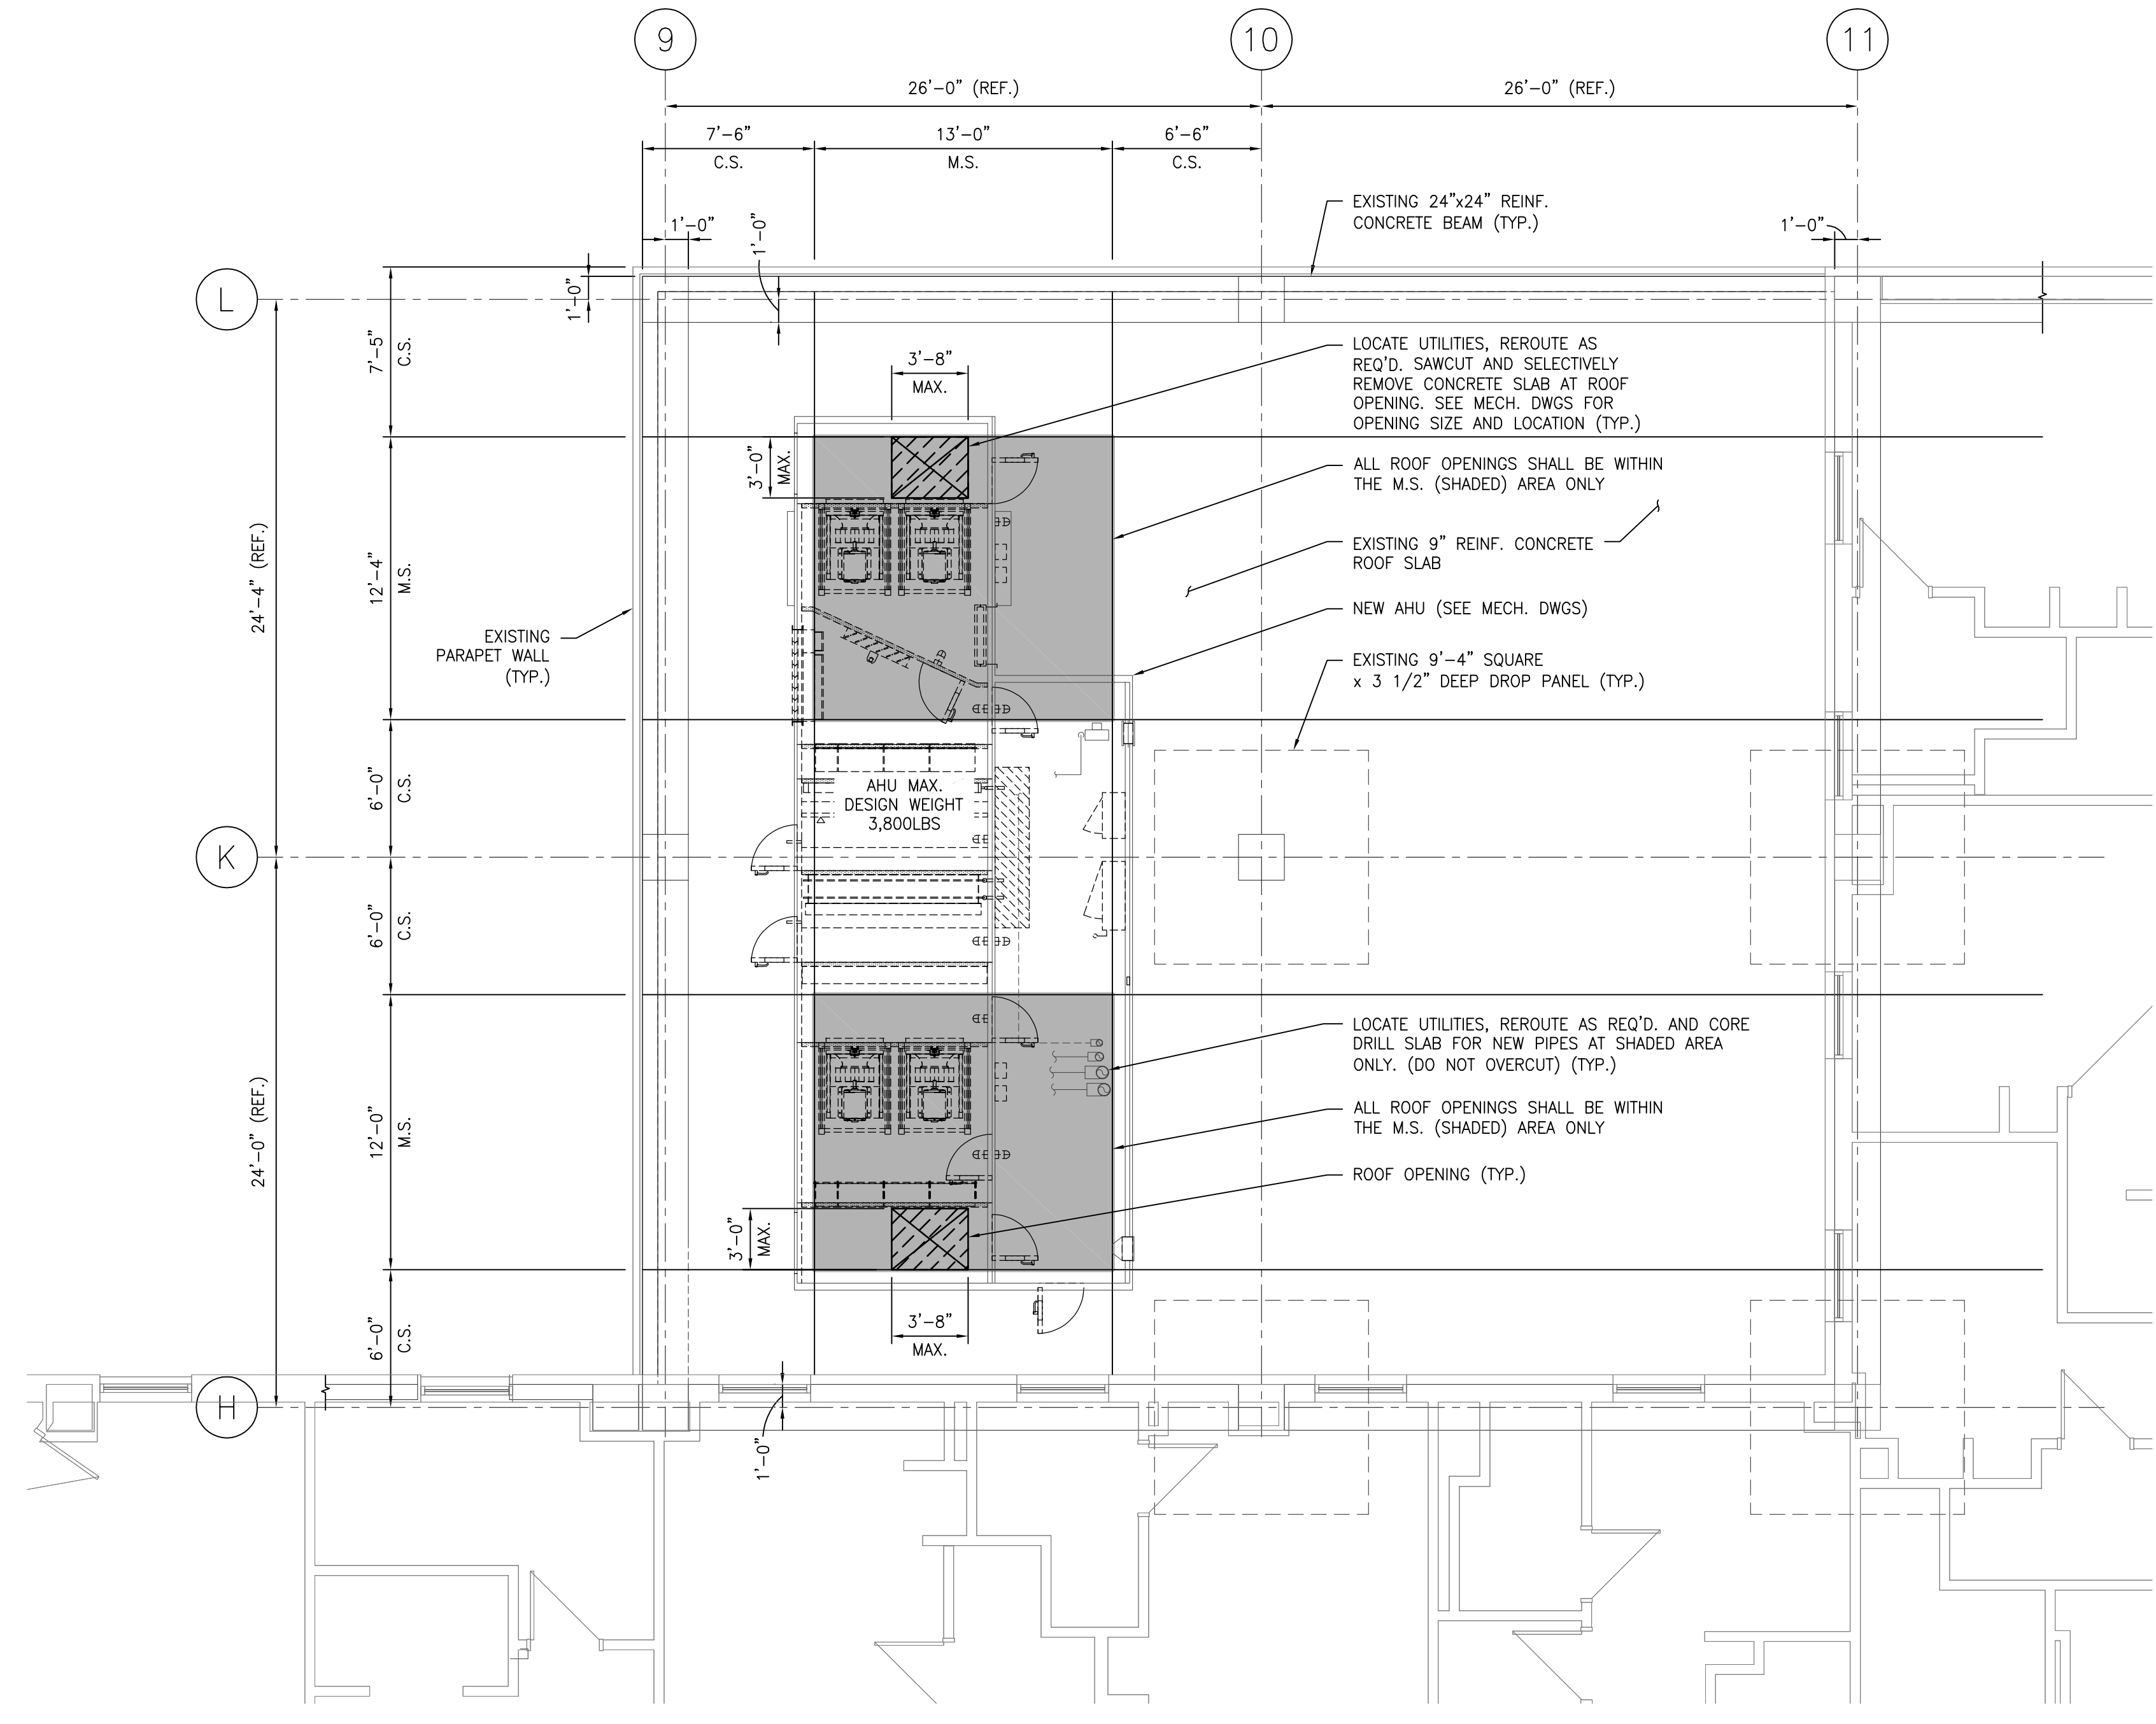 9
10
11
26'-0" (REF.)
26'-0" (REF.)
7'-6"
C.S.
13'-0"
M.S.
6'-6"
C.S.
EXISTING 24"x24" REINF.
CONCRETE BEAM (TYP.)
1'-0"
1'-0"
1'-0"
1'-0"
L
7'-5"
C.S.
3'-8"
MAX.
LOCATE UTILITIES, REROUTE AS
REQ'D. SAWCUT AND SELECTIVELY
REMOVE CONCRETE SLAB AT ROOF
OPENING. SEE MECH. DWGS FOR
OPENING SIZE AND LOCATION (TYP.)
3'-0"
MAX.
ALL ROOF OPENINGS SHALL BE WITHIN
THE M.S. (SHADED) AREA ONLY
24'-4" (REF.)
12'-4"
M.S.
EXISTING 9" REINF. CONCRETE
ROOF SLAB
NEW AHU (SEE MECH. DWGS)
EXISTING
PARAPET WALL
(TYP.)
EXISTING 9'-4" SQUARE
x 3 1/2" DEEP DROP PANEL (TYP.)
6'-0"
C.S.
AHU MAX.
DESIGN WEIGHT
3,800LBS
K
6'-0"
C.S.
LOCATE UTILITIES, REROUTE AS REQ'D. AND CORE
DRILL SLAB FOR NEW PIPES AT SHADED AREA
ONLY. (DO NOT OVERCUT) (TYP.)
24'-0" (REF.)
12'-0"
M.S.
ALL ROOF OPENINGS SHALL BE WITHIN
THE M.S. (SHADED) AREA ONLY
ROOF OPENING (TYP.)
3'-0"
MAX.
6'-0"
C.S.
3'-8"
MAX.
H
1'-0"